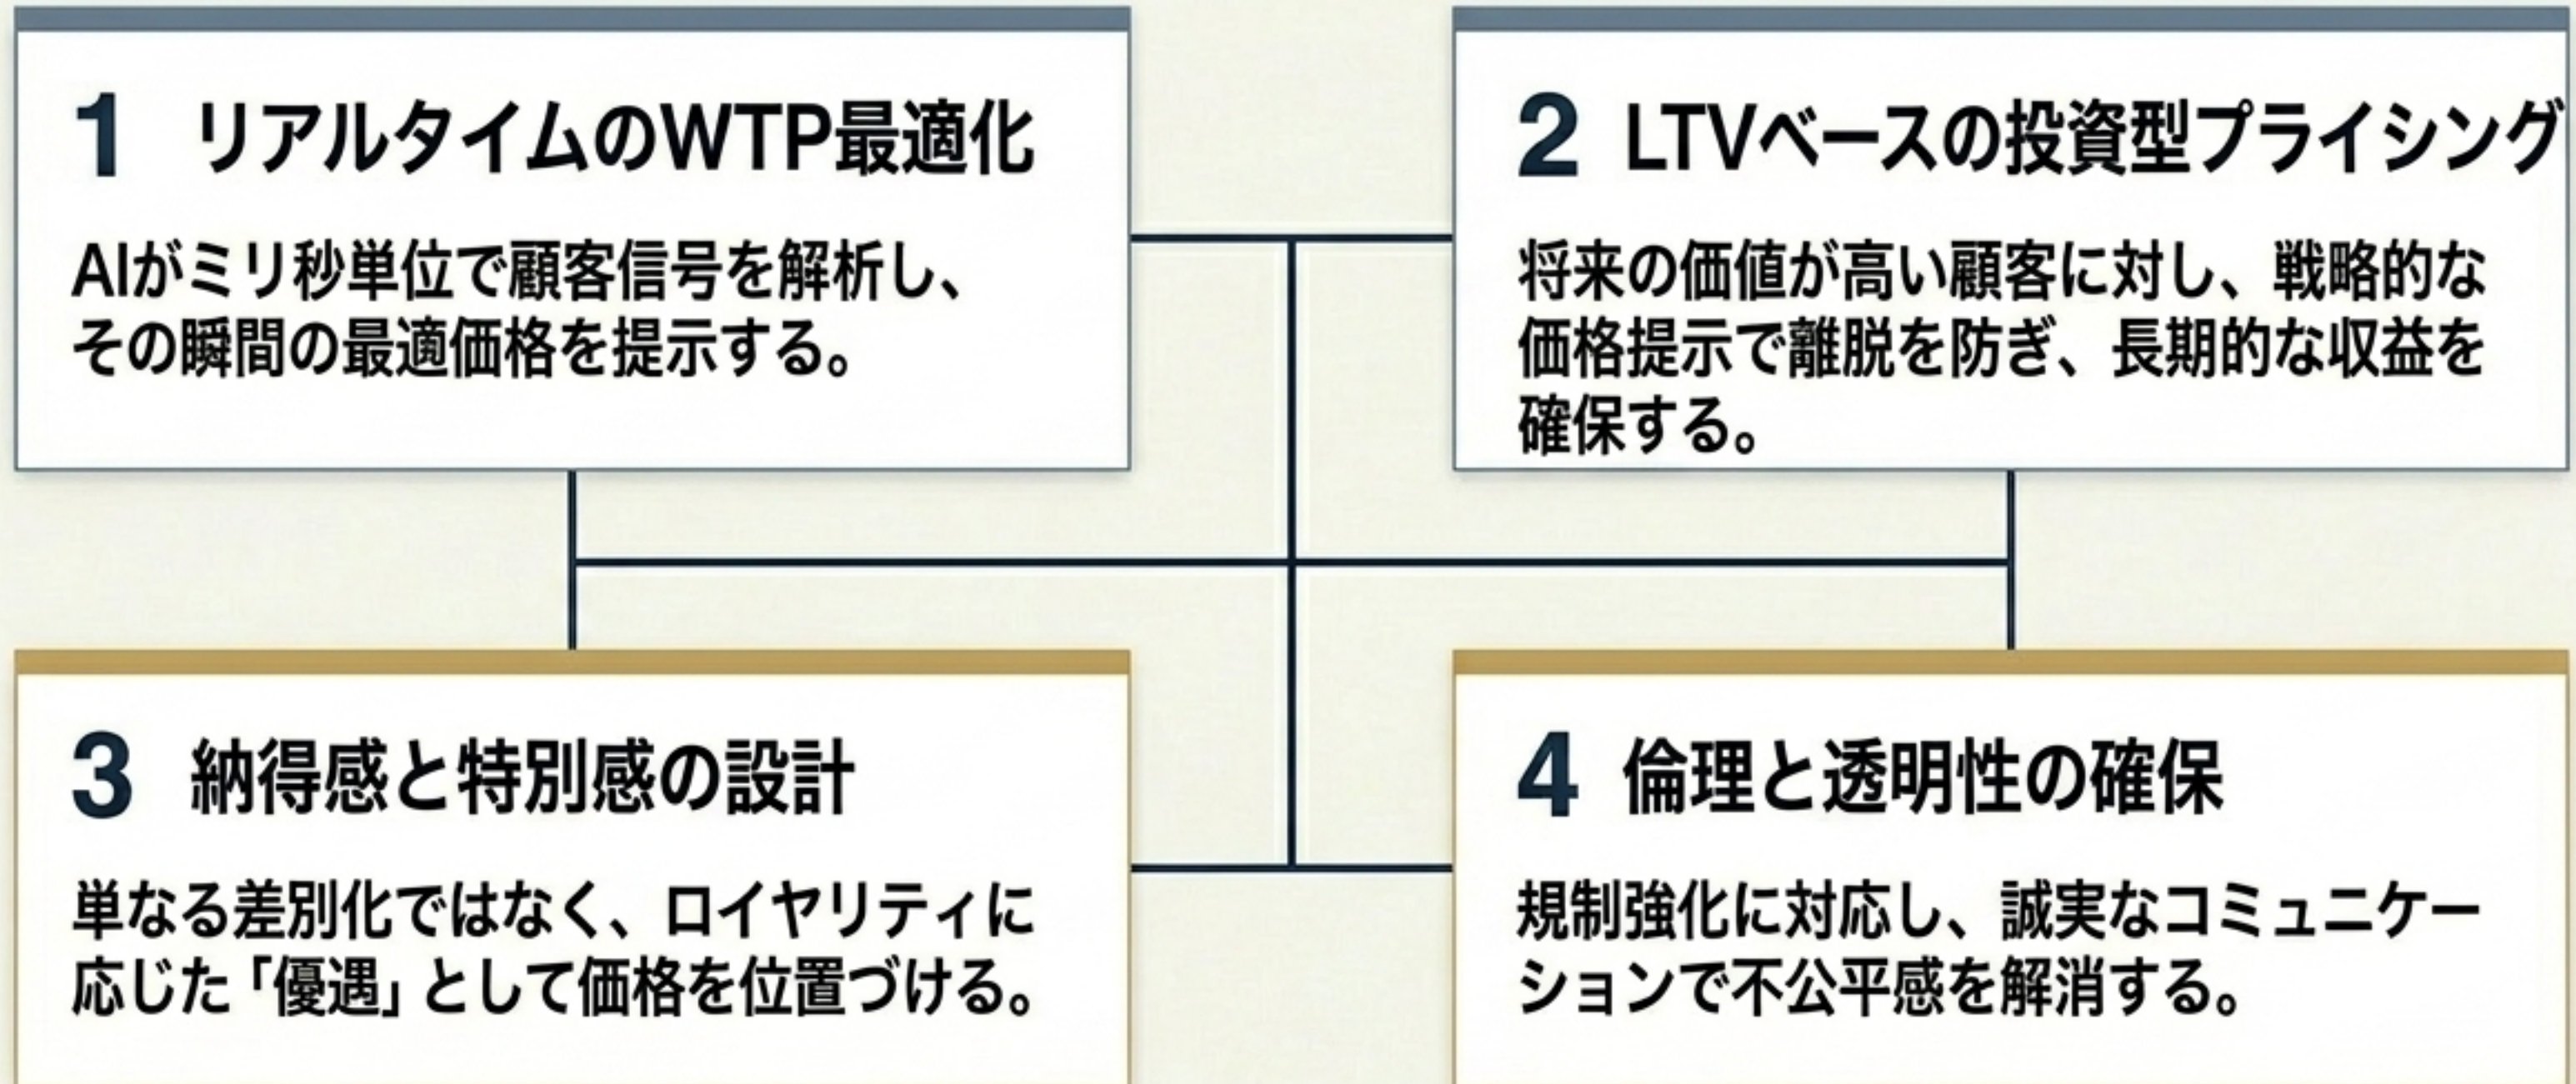 1 リアルタイムのWTP最適化
AIがミリ秒単位で顧客信号を解析し、
その瞬間の最適価格を提示する。
2 LTVベースの投資型プライシング
将来の価値が高い顧客に対し、戦略的な
価格提示で離脱を防ぎ、長期的な収益を
確保する。
3 納得感と特別感の設計
単なる差別化ではなく、ロイヤリティに
応じた「優遇」として価格を位置づける。
4 倫理と透明性の確保
規制強化に対応し、誠実なコミュニケー
ションで不公平感を解消する。